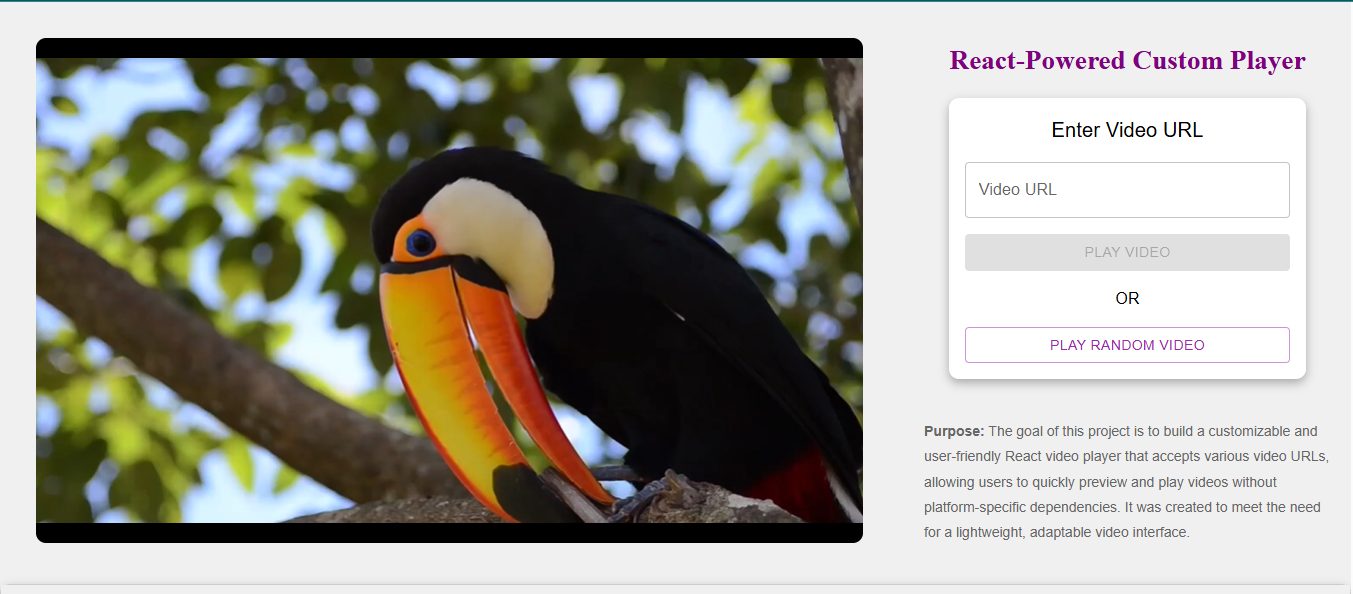 React-Powered Custom Player
Enter Video URL
Video URL
PLAY VIDEO
OR
PLAY RANDOM VIDEO
Purpose: The goal of this project is to build a customizable and
user-friendly React video player that accepts various video URLs,
allowing users to quickly preview and play videos without
platform-specific dependencies. It was created to meet the need
for a lightweight, adaptable video interface.